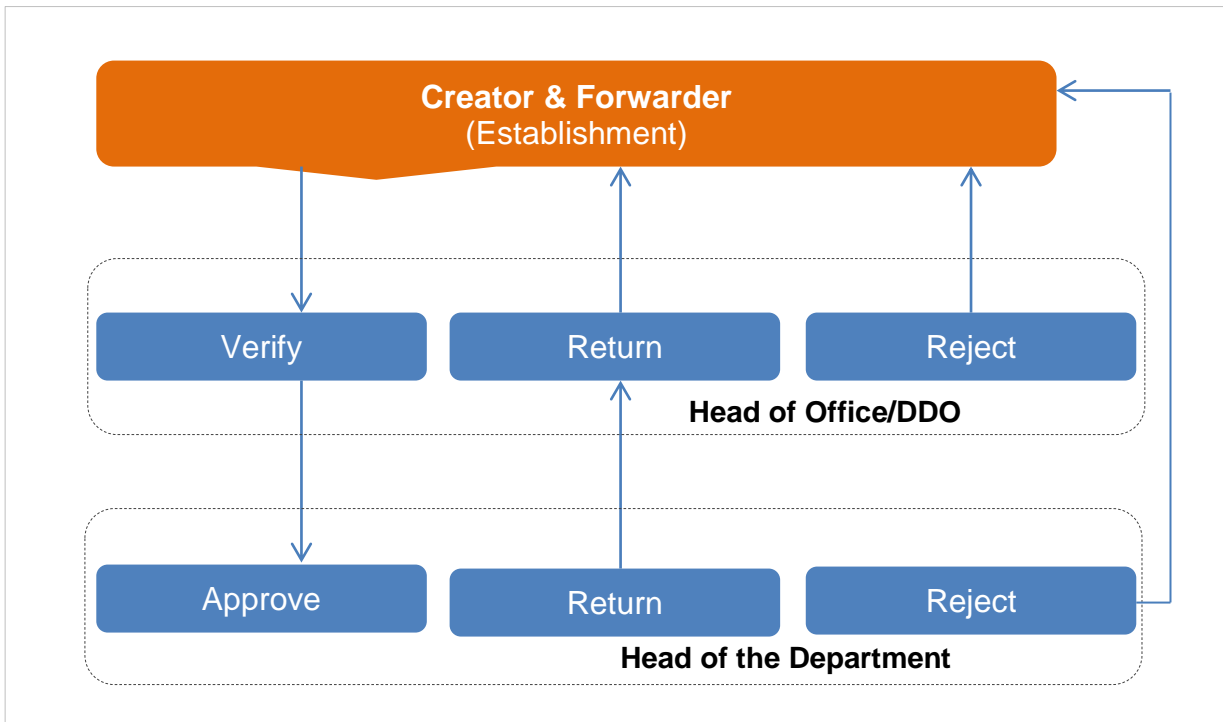 Creator & Forwarder
(Establishment)
Verify
Return
Reject
Head of Office/DDO
Approve
Return
Reject
Head of the Department